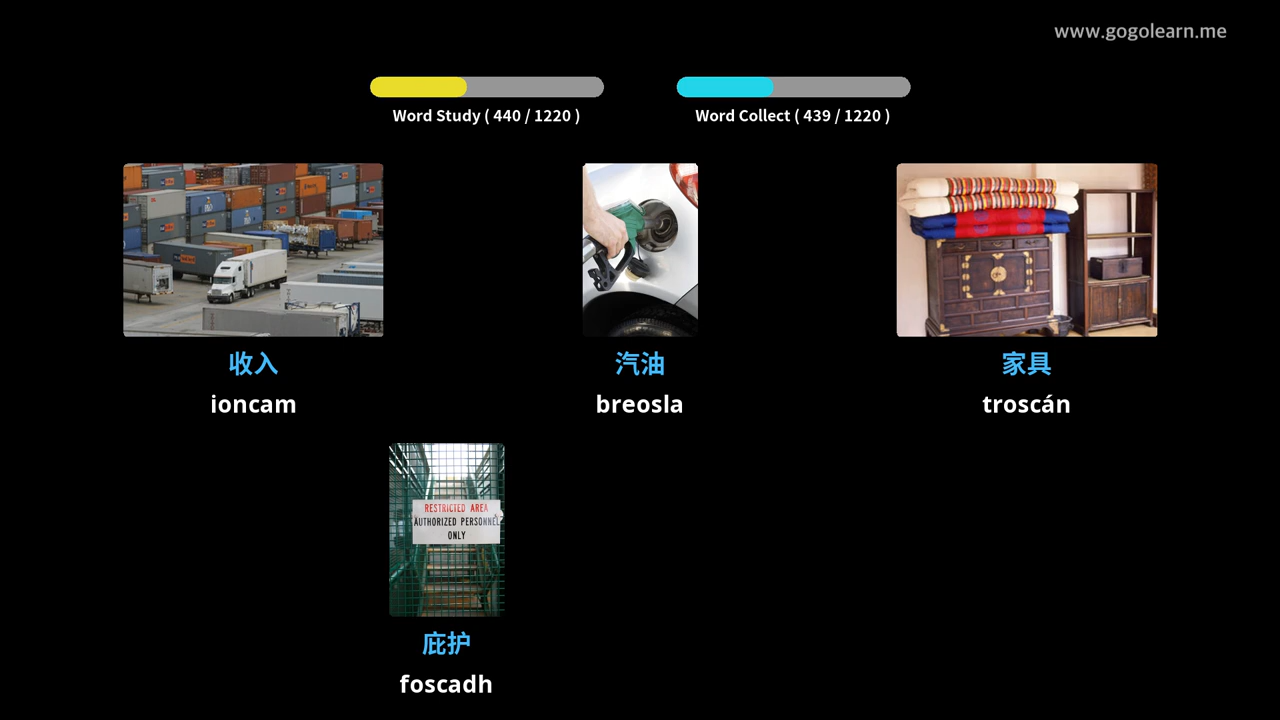 www.gogolearn.me
Word Study ( 440 / 1220 )
Word Collect ( 439 / 1220 )
收入
ioncam
汽油
breosla
家具
troscán
RESTRICTED AREA
AUTHORIZED PERSONNEL
ONLY
庇护
foscadh